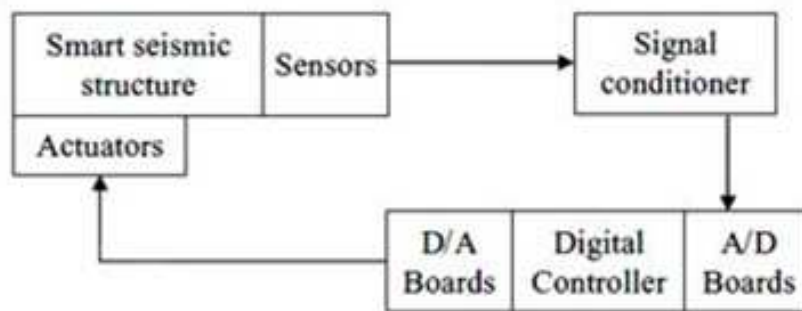 Smart seismic
structure
Sensors
Signal
conditioner
Actuators
D/A
Boards
Digital
Controller
A/D
Boards